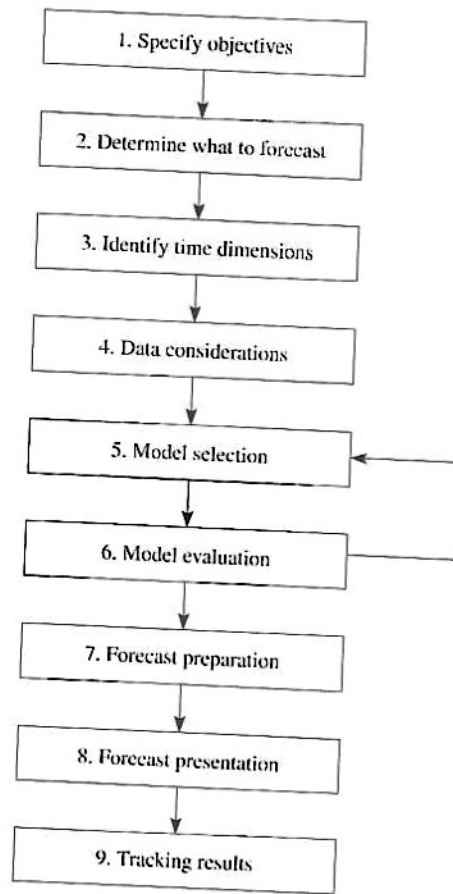 1. Specify objectives
2. Determine what to forecast
3. Identify time dimensions
4. Data considerations
5. Model selection
6. Model evaluation
7. Forecast preparation
8. Forecast presentation
9. Tracking results